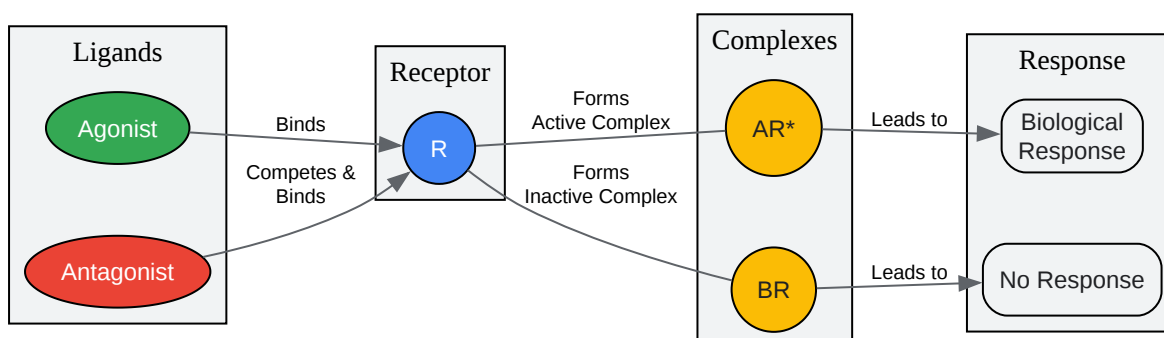 Ligands
Agonist
Antagonist
Binds
Competes &
Binds
Receptor
R
Forms
Active Complex
Forms
Inactive Complex
Complexes
AR*
BR
Leads to
Leads to
Response
Biological
Response
No Response